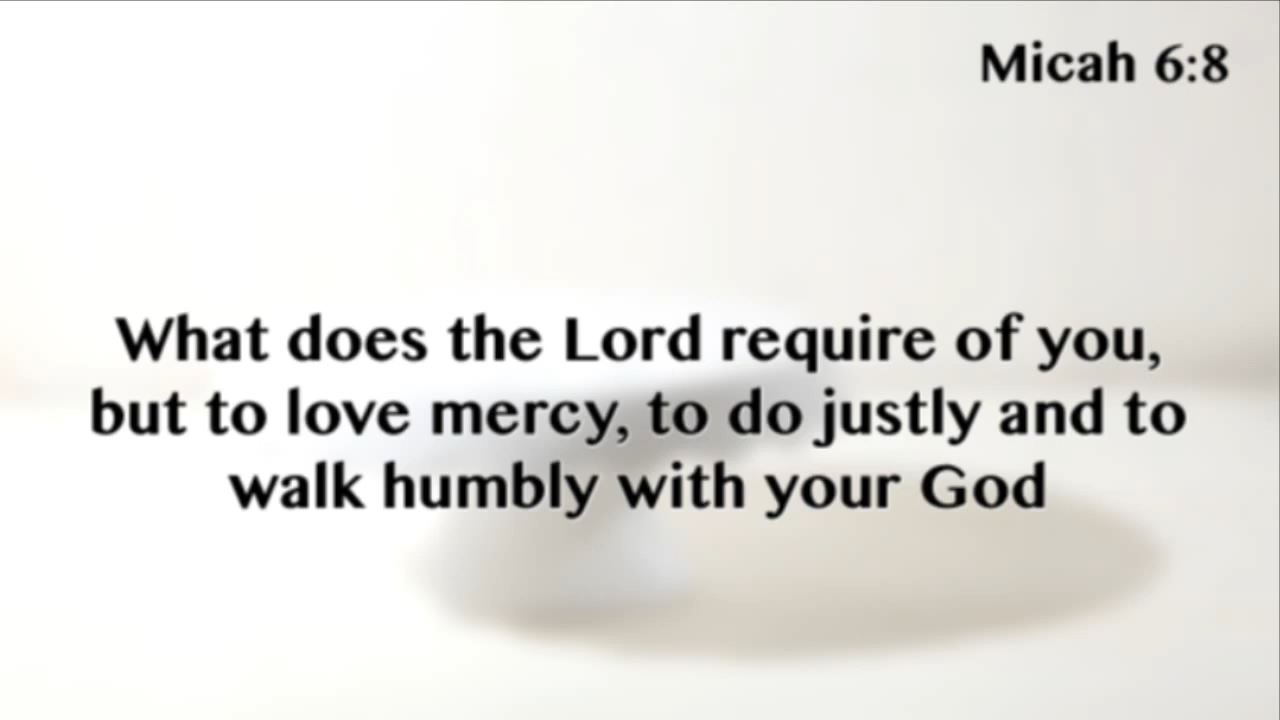 Micah 6:8
What does the Lord require of you,
but to love mercy, to do justly and to
walk humbly with your God